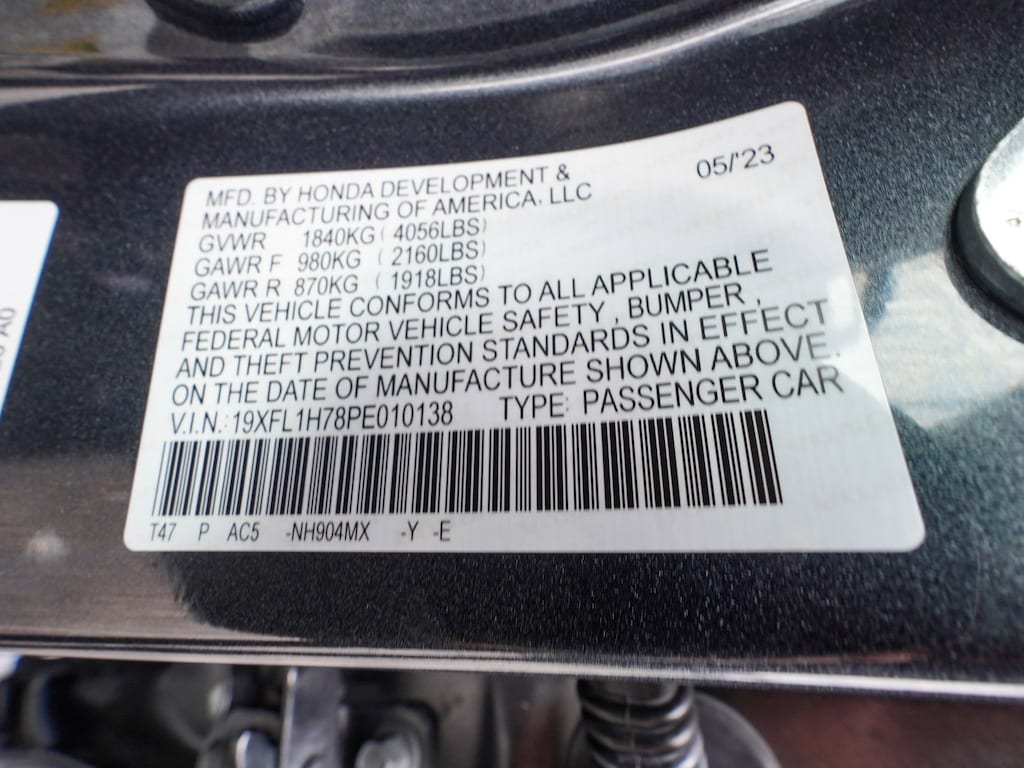 MFD. BY HONDA DEVELOPMENT &
MANUFACTURING OF AMERICA, LLC
05/'23
GVWR 1840KG ( 4056LBS)
GAWR F 980KG ( 2160LBS)
GAWR R 870KG ( 1918LBS)
THIS VEHICLE CONFORMS TO ALL APPLICABLE
FEDERAL MOTOR VEHICLE SAFETY , BUMPER ,
AND THEFT PREVENTION STANDARDS IN EFFECT
ON THE DATE OF MANUFACTURE SHOWN ABOVE.
V.I.N.: 19XFL1H78PE010138 TYPE: PASSENGER CAR
T47 P AC5 -NH904MX -Y -E